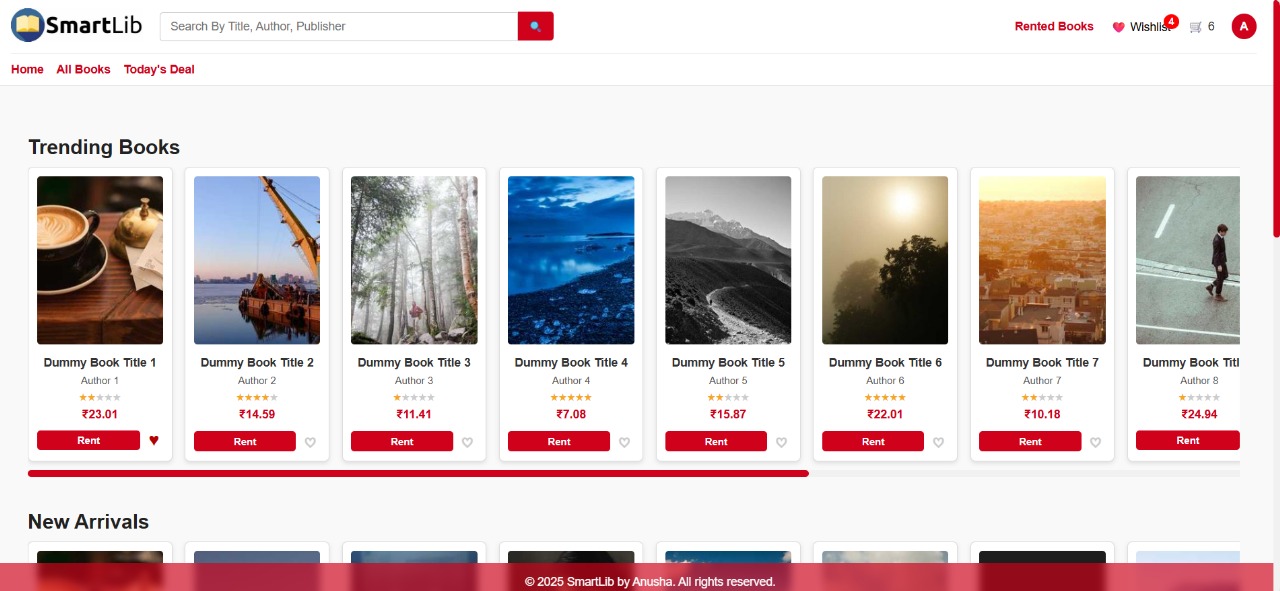 SmartLib
Search By Title, Author, Publisher
Rented Books
Wishlist
4
6
A
Home All Books Today's Deal
Trending Books
Dummy Book Title 1
Author 1
₹23.01
Rent
Dummy Book Title 2
Author 2
₹14.59
Rent
Dummy Book Title 3
Author 3
₹11.41
Rent
Dummy Book Title 4
Author 4
₹7.08
Rent
Dummy Book Title 5
Author 5
₹15.87
Rent
Dummy Book Title 6
Author 6
₹22.01
Rent
Dummy Book Title 7
Author 7
₹10.18
Rent
Dummy Book Titl
Author 8
₹24.94
Rent
New Arrivals
© 2025 SmartLib by Anusha. All rights reserved.